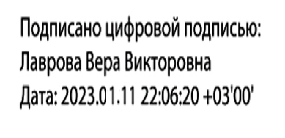 Подписано цифровой подписью:
Лаврова Вера Викторовна
Дата: 2023.01.11 22:06:20 +03'00'